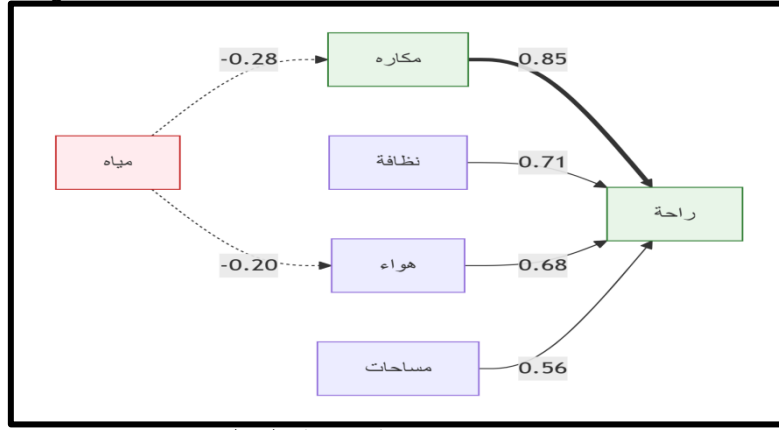 -0.28
مكاره
0.85
مياه
نظافة
0.71
راحة
-0.20
هواء
0.68
مساحات
0.56